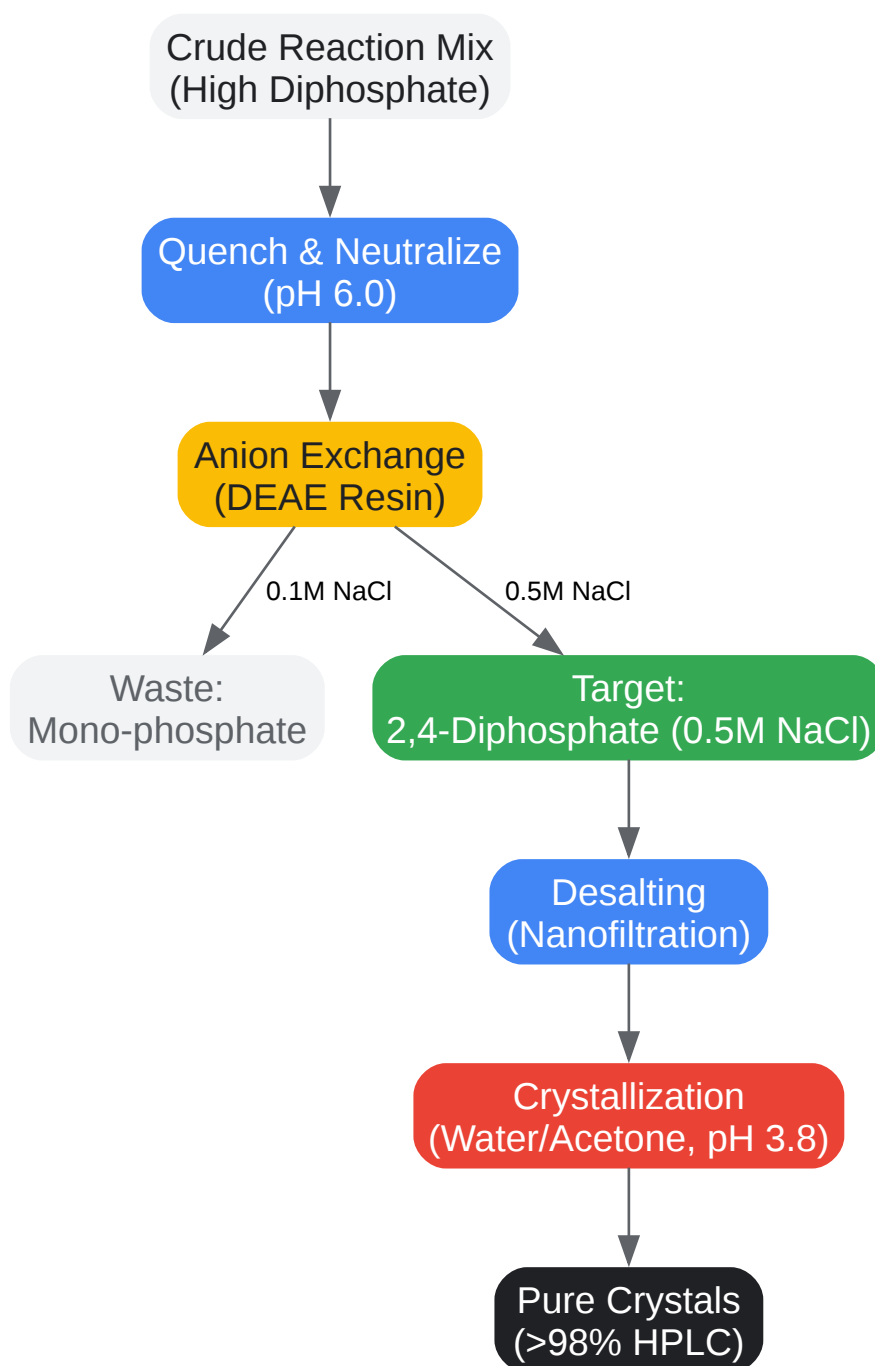 Crude Reaction Mix
(High Diphosphate)
Quench & Neutralize
(pH 6.0)
Anion Exchange
(DEAE Resin)
0.1M NaCl
0.5M NaCl
Waste:
Mono-phosphate
Target:
2,4-Diphosphate (0.5M NaCl)
Desalting
(Nanofiltration)
Crystallization
(Water/Acetone, pH 3.8)
Pure Crystals
(>98% HPLC)